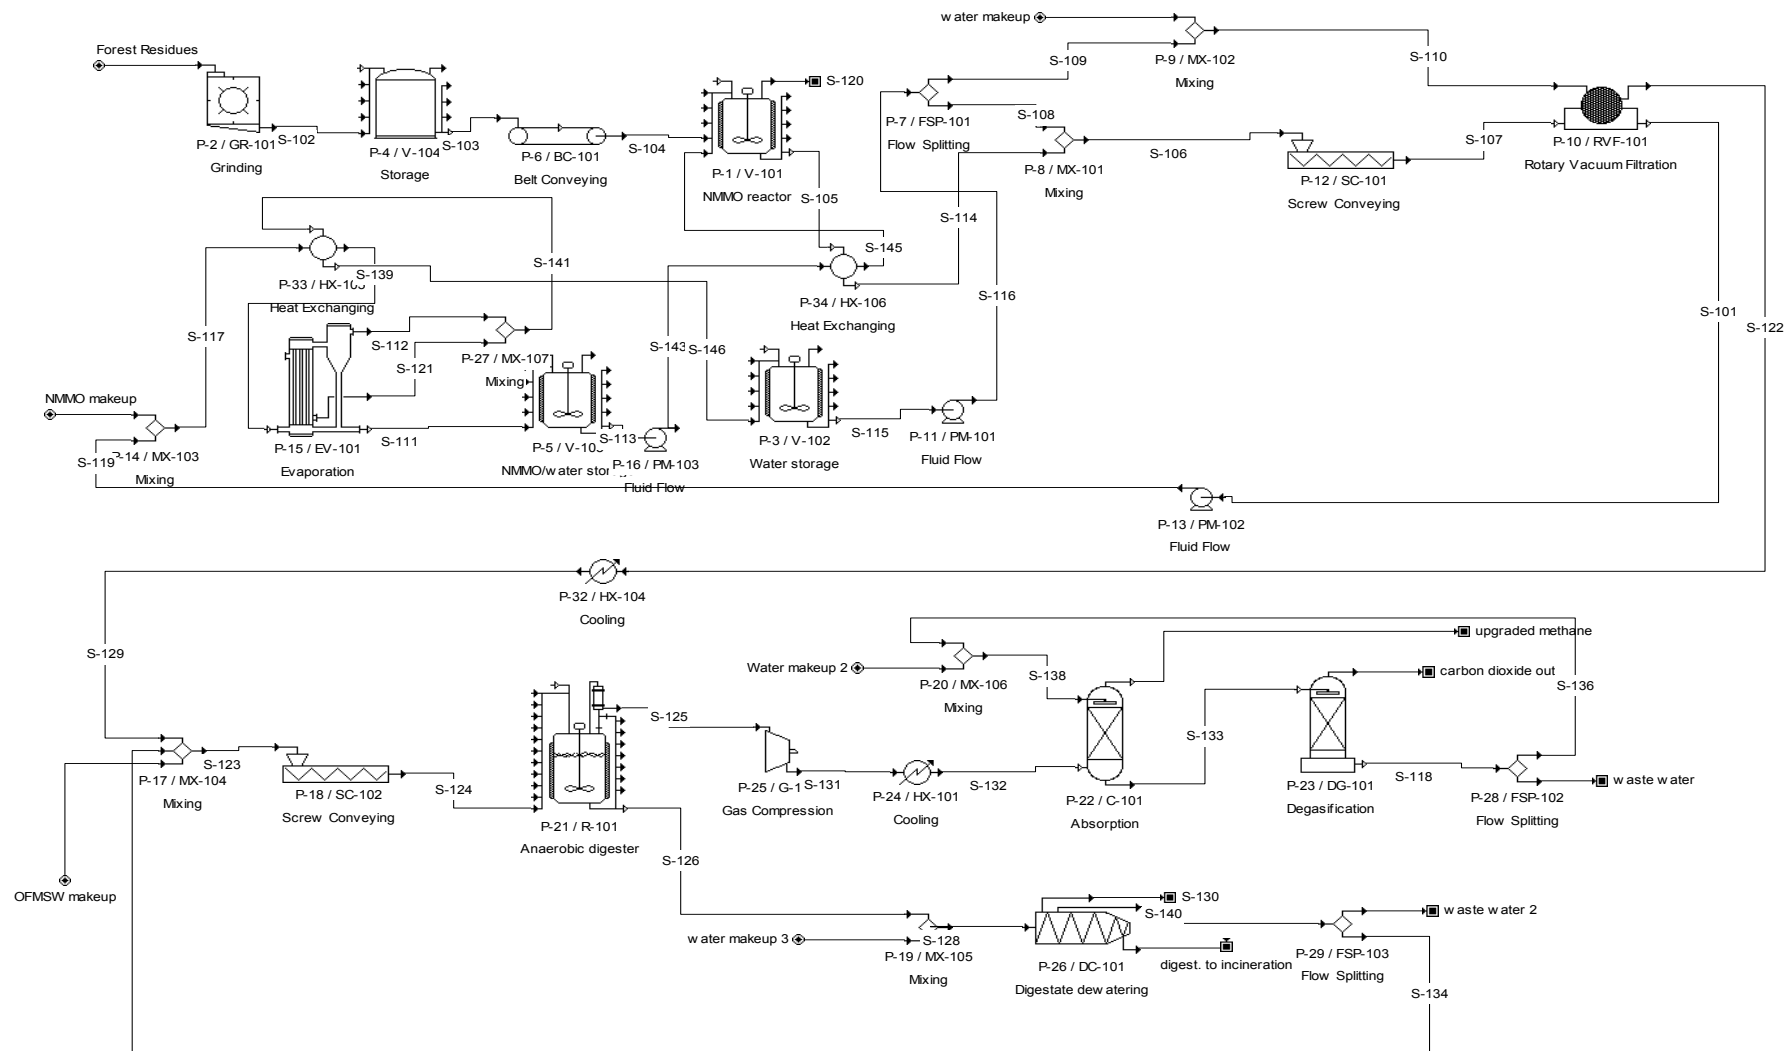 water makeup
S-109
P-9 / MX-102
Mixing
S-110
Forest Residues
P-2 / GR-101
Grinding
S-102
P-4 / V-104
Storage
S-103
P-6 / BC-101
Belt Conveying
S-104
S-120
P-1 / V-101
NMMO reactor
S-105
P-7 / FSP-101
Flow Splitting
S-108
P-8 / MX-101
Mixing
S-106
P-12 / SC-101
Screw Conveying
S-107
P-10 / RVF-101
Rotary Vacuum Filtration
S-117
P-33 / HX-105
Heat Exchanging
S-139
S-141
S-145
S-114
P-34 / HX-106
Heat Exchanging
S-116
S-101
S-122
S-112
S-121
P-27 / MX-107
Mixing
S-143
S-146
NMMO makeup
S-119
P-14 / MX-103
Mixing
P-15 / EV-101
Evaporation
S-111
P-5 / V-103
NMMO/water
S-113
P-16 / PM-103
Fluid Flow
P-3 / V-102
Water storage
S-115
P-11 / PM-101
Fluid Flow
P-13 / PM-102
Fluid Flow
P-32 / HX-104
Cooling
S-129
Water makeup 2
P-20 / MX-106
Mixing
S-138
upgraded methane
carbon dioxide out
S-136
S-125
S-133
P-17 / MX-104
Mixing
S-123
P-18 / SC-102
Screw Conveying
S-124
P-21 / R-101
Anaerobic digester
P-25 / G-1
Gas Compression
S-131
P-24 / HX-101
Cooling
S-132
P-22 / C-101
Absorption
P-23 / DG-101
Degasification
S-118
waste water
P-28 / FSP-102
Flow Splitting
OFMSW makeup
S-126
water makeup 3
S-128
P-19 / MX-105
Mixing
S-130
S-140
P-26 / DC-101
Digestate dewatering
digest. to incineration
waste water 2
P-29 / FSP-103
Flow Splitting
S-134